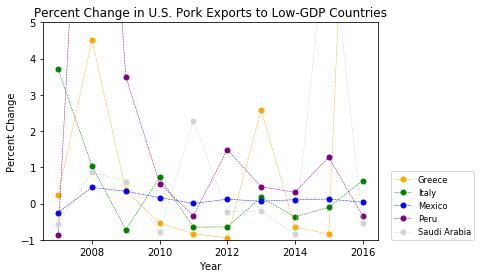 Percent Change in U.S. Pork Exports to Low-GDP Countries
5
4
3
2
1
0
-1
Percent Change
2008
2010
2012
2014
2016
Year
Greece
Italy
Mexico
Peru
Saudi Arabia